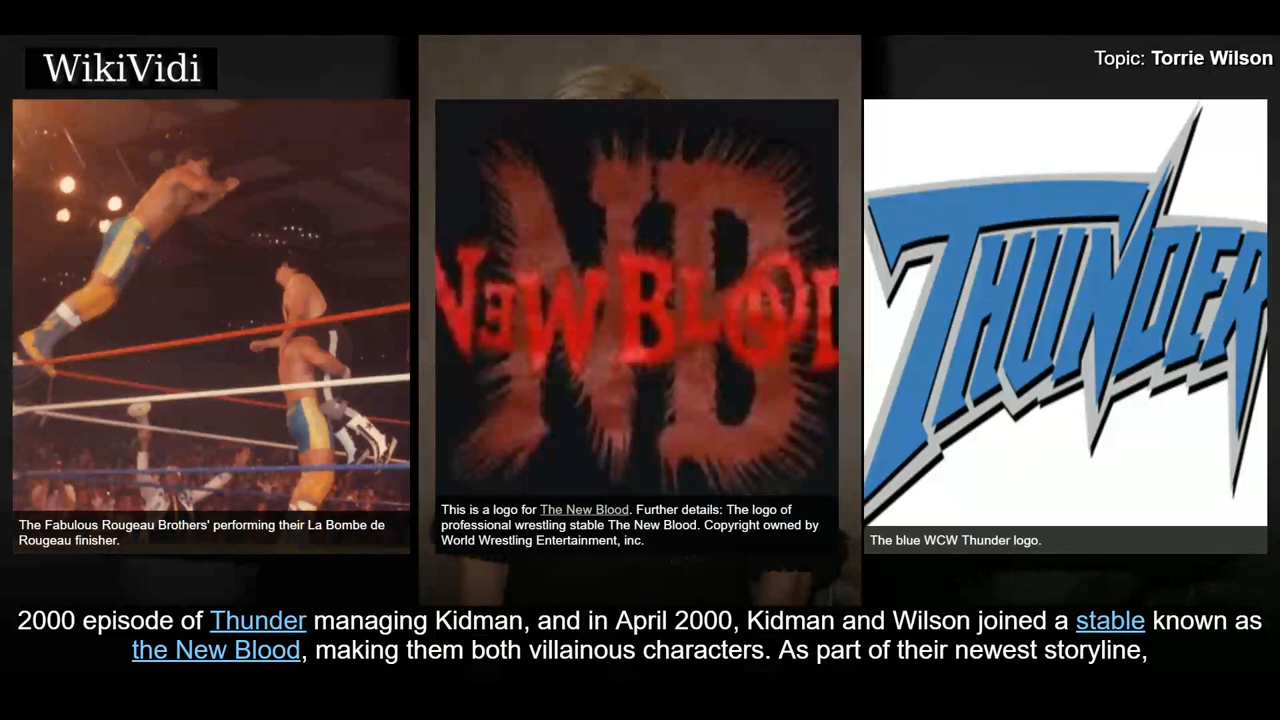 WikiVidi
Topic: Torrie Wilson
NB
NEW BLOOD
THUNDER
The Fabulous Rougeau Brothers' performing their La Bombe de
Rougeau finisher.
This is a logo for The New Blood. Further details: The logo of
professional wrestling stable The New Blood. Copyright owned by
World Wrestling Entertainment, inc.
The blue WCW Thunder logo.
2000 episode of Thunder managing Kidman, and in April 2000, Kidman and Wilson joined a stable known as
the New Blood, making them both villainous characters. As part of their newest storyline,